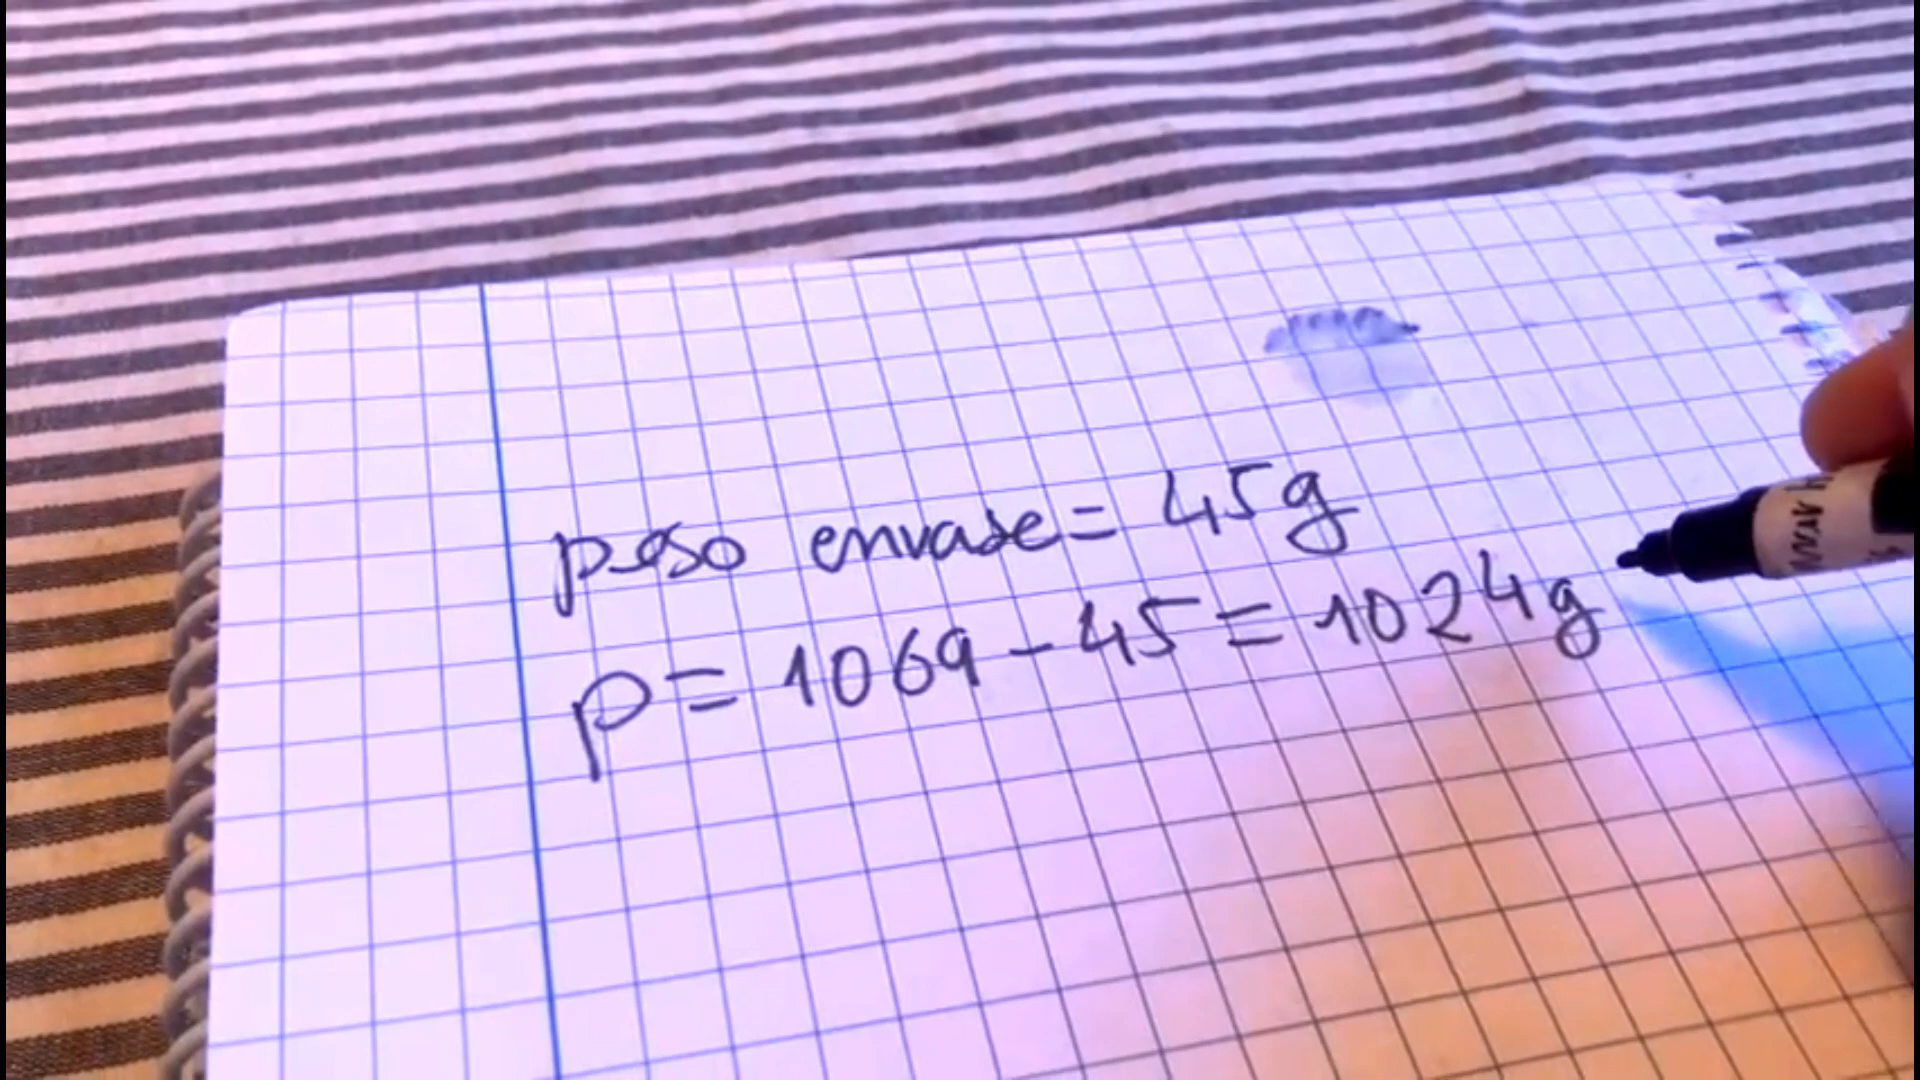 peso envase = 45g
p = 1069 - 45 = 1024g